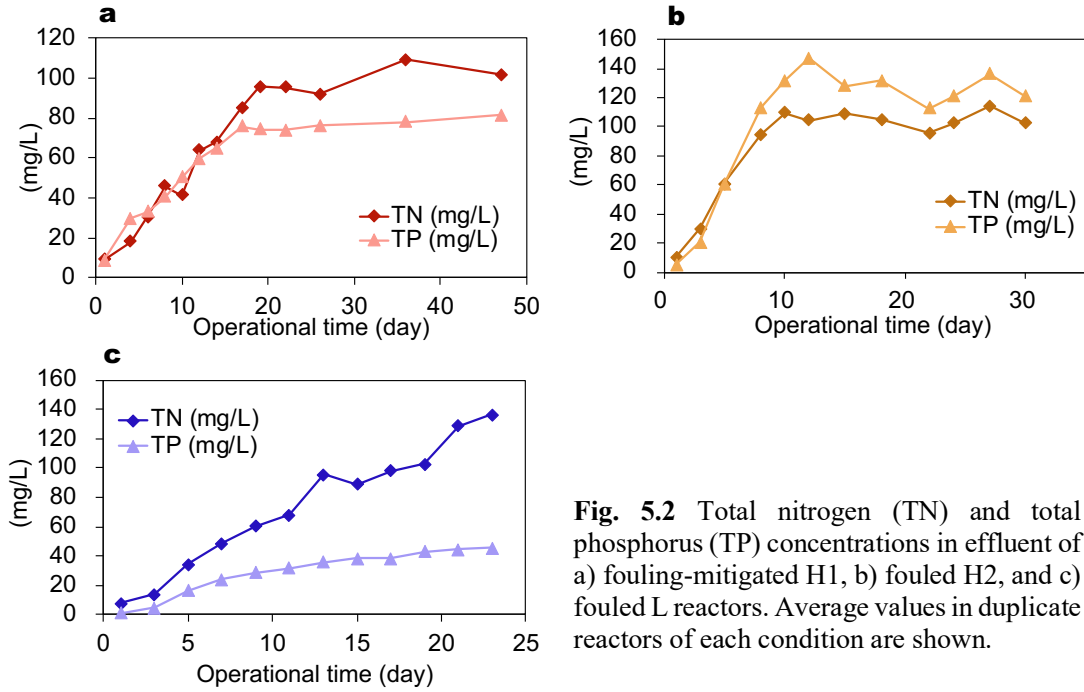 a
120
100
80
60
40
20
0
(mg/L)
TN (mg/L)
TP (mg/L)
0 10 20 30 40 50
Operational time (day)
b
160
140
120
100
80
60
40
20
0
(mg/L)
TN (mg/L)
TP (mg/L)
0 10 20 30
Operational time (day)
c
160
140
120
100
80
60
40
20
0
(mg/L)
TN (mg/L)
TP (mg/L)
0 5 10 15 20 25
Operational time (day)
Fig. 5.2 Total nitrogen (TN) and total
phosphorus (TP) concentrations in effluent of
a) fouling-mitigated H1, b) fouled H2, and c)
fouled L reactors. Average values in duplicate
reactors of each condition are shown.